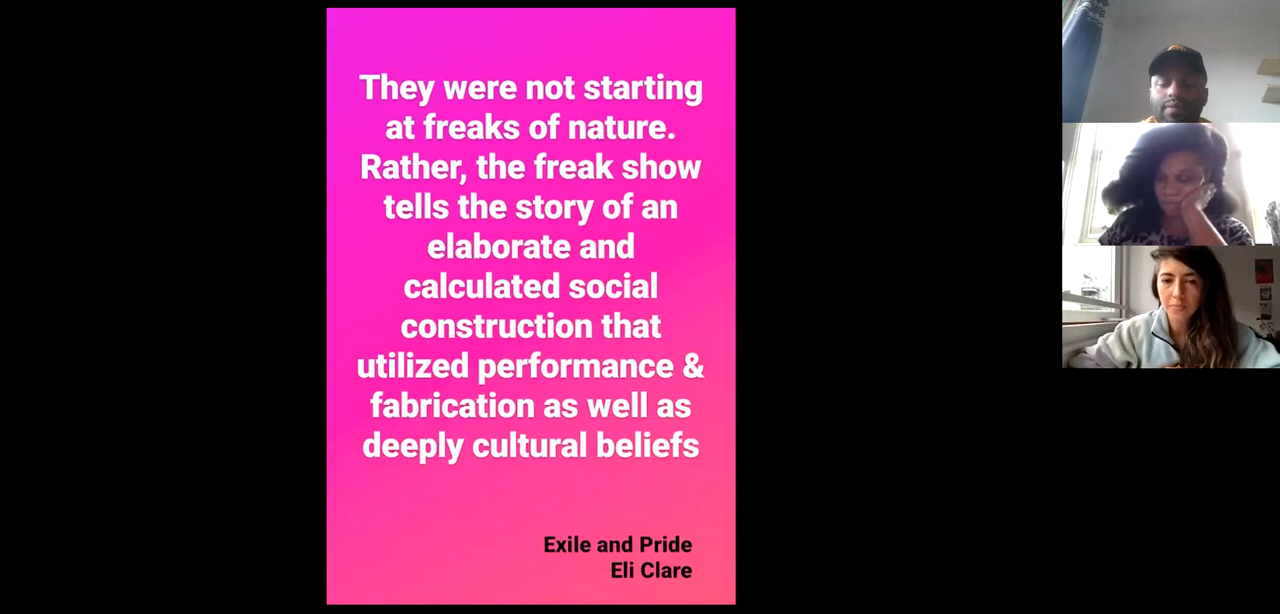 They were not starting
at freaks of nature.
Rather, the freak show
tells the story of an
elaborate and
calculated social
construction that
utilized performance &
fabrication as well as
deeply cultural beliefs
Exile and Pride
Eli Clare